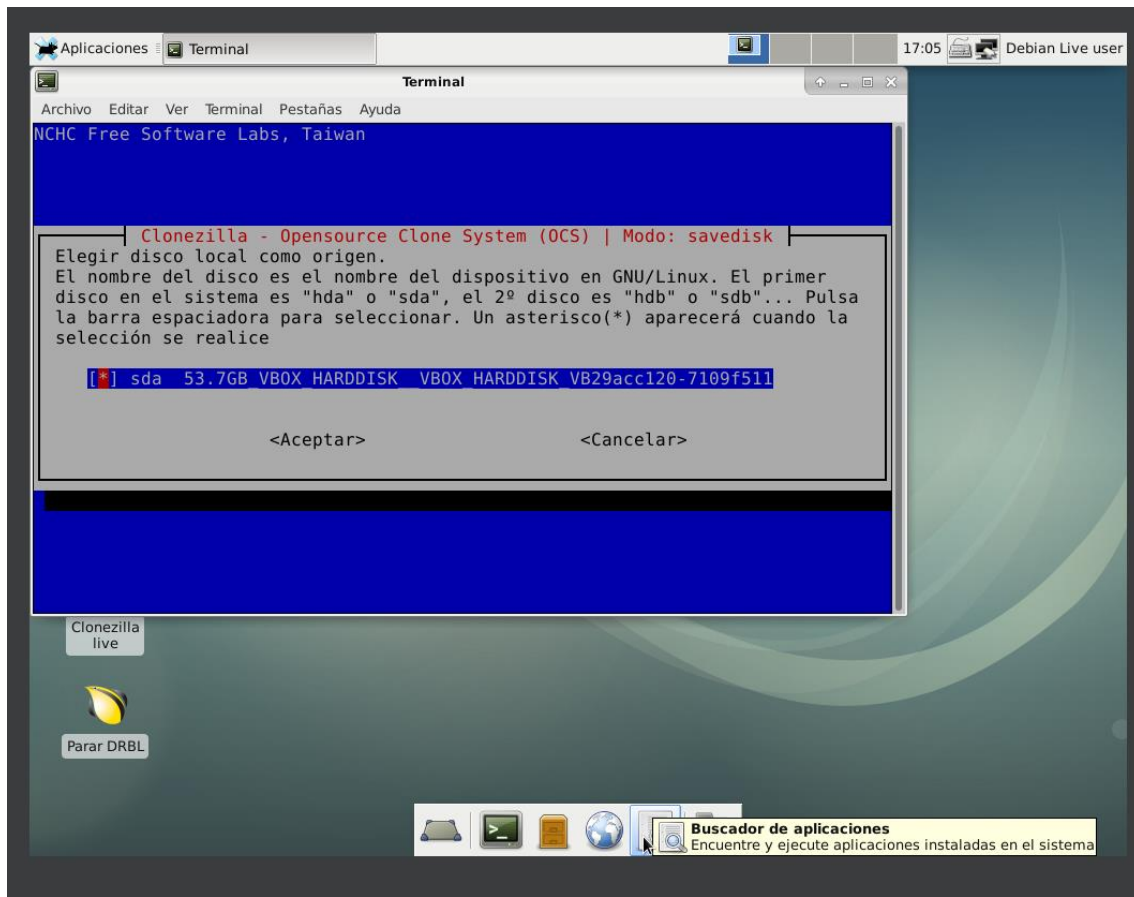 Aplicaciones
Terminal
17:05
Debian Live user
Terminal
Archivo Editar Ver Terminal Pestañas Ayuda
NCHC Free Software Labs, Taiwan
Clonezilla - Opensource Clone System (OCS) | Modo: savedisk
Elegir disco local como origen.
El nombre del disco es el nombre del dispositivo en GNU/Linux. El primer
disco en el sistema es "hda" o "sda", el 2º disco es "hdb" o "sdb"... Pulsa
la barra espaciadora para seleccionar. Un asterisco(*) aparecerá cuando la
selección se realice
[*] sda 53.7GB_VBOX_HARDDISK__VBOX_HARDDISK_VB29acc120-7109f511
<Aceptar> <Cancelar>
Clonezilla
live
Parar DRBL
Buscador de aplicaciones
Encuentre y ejecute aplicaciones instaladas en el sistema